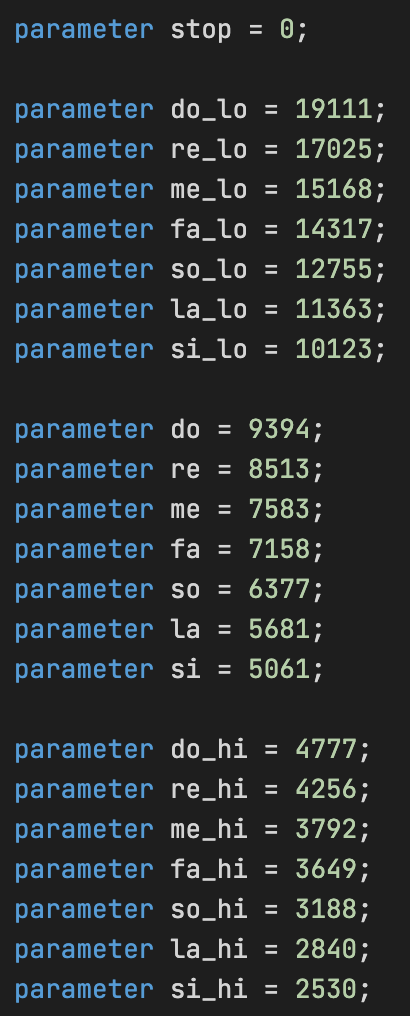 parameter stop = 0;
parameter do_lo = 19111;
parameter re_lo = 17025;
parameter me_lo = 15168;
parameter fa_lo = 14317;
parameter so_lo = 12755;
parameter la_lo = 11363;
parameter si_lo = 10123;
parameter do = 9394;
parameter re = 8513;
parameter me = 7583;
parameter fa = 7158;
parameter so = 6377;
parameter la = 5681;
parameter si = 5061;
parameter do_hi = 4777;
parameter re_hi = 4256;
parameter me_hi = 3792;
parameter fa_hi = 3649;
parameter so_hi = 3188;
parameter la_hi = 2840;
parameter si_hi = 2530;